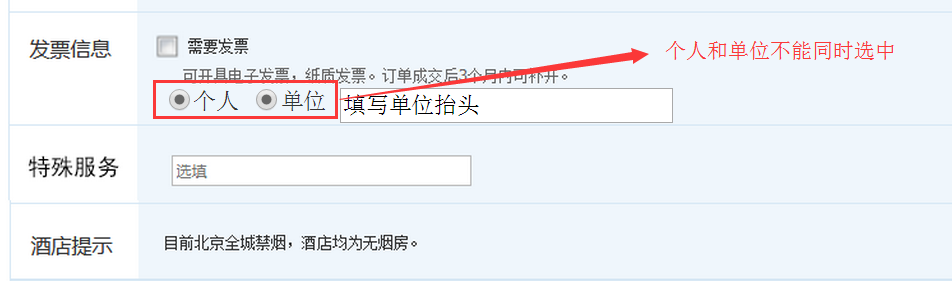 发票信息
需要发票
个人和单位不能同时选中
可开具电子发票，纸质发票。订单成交后3个月内可补开。
个人 单位 填写单位抬头
特殊服务
选填
酒店提示
目前北京全城禁烟，酒店均为无烟房。